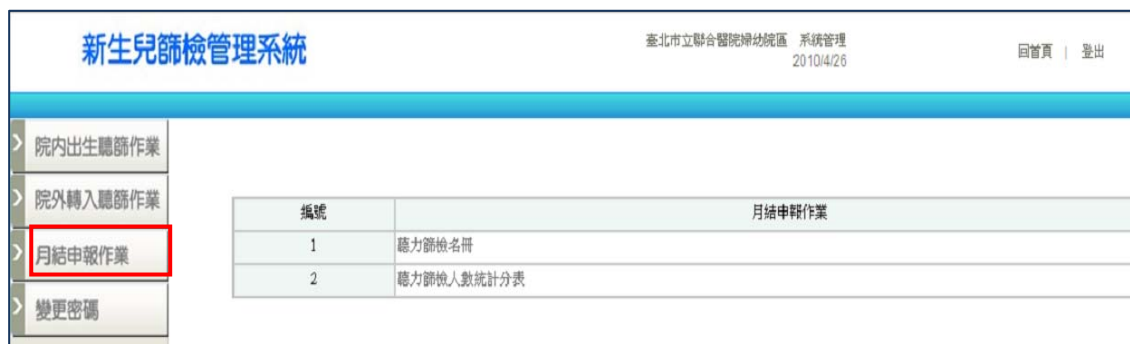 新生兒篩檢管理系統
臺北市立聯合醫院婦幼院區 系統管理
2010/4/26
回首頁 | 登出
院內出生聽篩作業
院外轉入聽篩作業
月結申報作業
變更密碼
編號 月結申報作業
1 聽力篩檢名冊
2 聽力篩檢人數統計分表